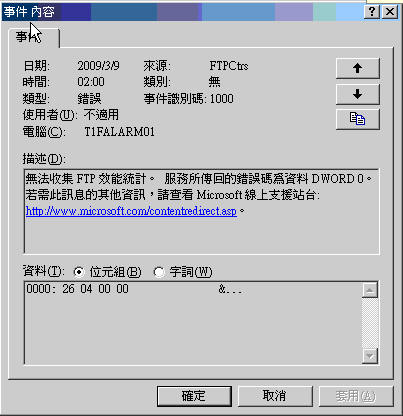 事件 內容
事件
日期: 2009/3/9 來源: FTPCtrs
時間: 02:00 類別: 無
類型: 錯誤 事件識別碼: 1000
使用者(U): 不適用
電腦(C): T1FALARM01
描述(D):
無法收集 FTP 效能統計。 服務所傳回的錯誤碼為資料 DWORD 0。
若需此訊息的其他資訊，請查看 Microsoft 線上支援站台:
http://www.microsoft.com/contentredirect.asp。
資料(T): 位元組(B) 字詞(W)
0000: 26 04 00 00 &...
確定 取消 套用(A)